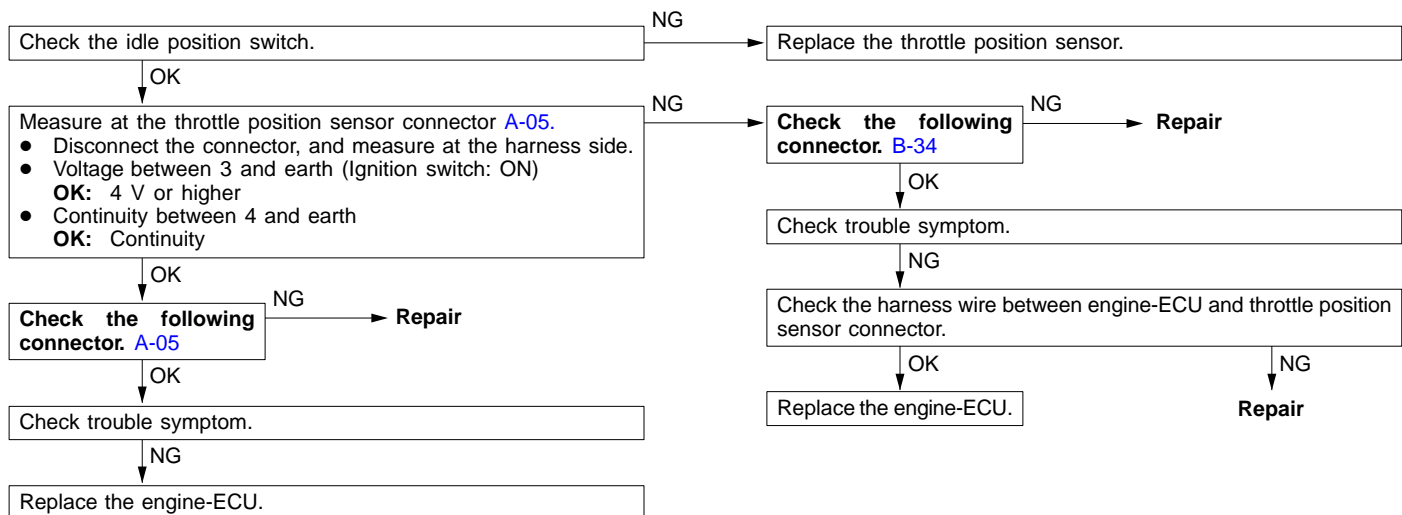 Check the idle position switch.
NG
Replace the throttle position sensor.
OK
Measure at the throttle position sensor connector A-05.
● Disconnect the connector, and measure at the harness side.
● Voltage between 3 and earth (Ignition switch: ON)
OK: 4 V or higher
● Continuity between 4 and earth
OK: Continuity
NG
Check the following
connector. B-34
NG
Repair
OK
Check trouble symptom.
NG
Check the harness wire between engine-ECU and throttle position
sensor connector.
OK
Replace the engine-ECU.
NG
Repair
OK
Check the following
connector. A-05
NG
Repair
OK
Check trouble symptom.
NG
Replace the engine-ECU.